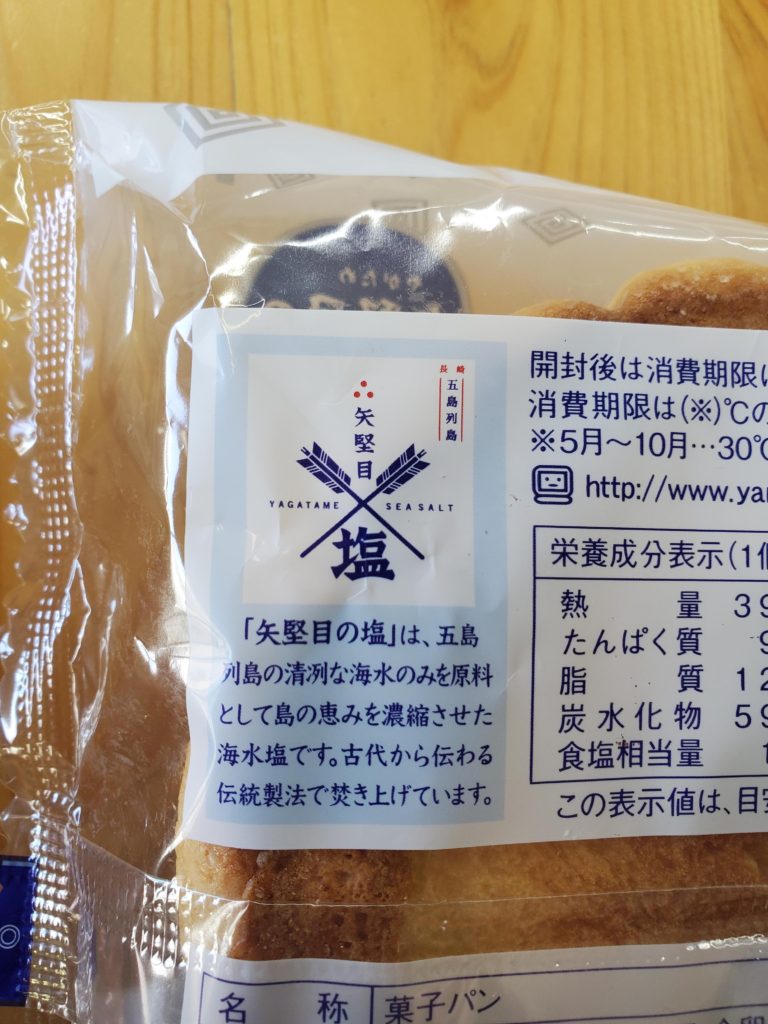 やがため
長崎
五島列島
矢堅目
YAGATAME SEA SALT
塩
「矢堅目の塩」は、五島
列島の清冽な海水のみを原料
として島の恵みを濃縮させた
海水塩です。古代から伝わる
伝統製法で焚き上げています。
開封後は消費期限
消費期限は(※)℃の
※5月〜10月…30℃
http://www.ya
栄養成分表示(1個
熱量 39
たんぱく質 9
脂質 12
炭水化物 59
食塩相当量 1
この表示値は、目安
名称 菓子パン